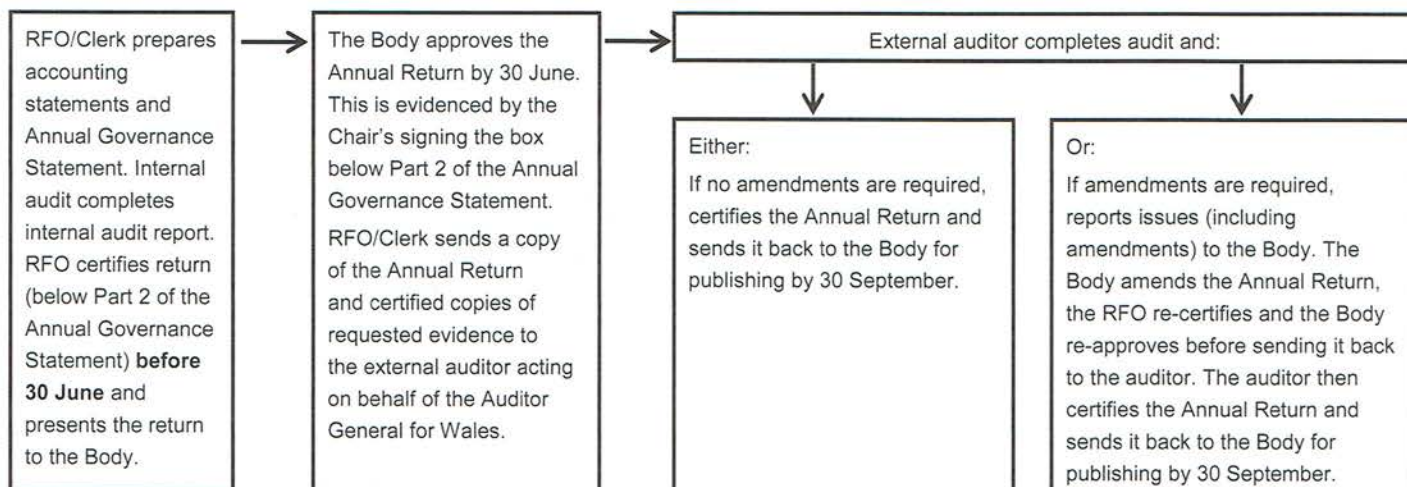 RFO/Clerk prepares
accounting
statements and
Annual Governance
Statement. Internal
audit completes
internal audit report.
RFO certifies return
(below Part 2 of the
Annual Governance
Statement) before
30 June and
presents the return
to the Body.
The Body approves the
Annual Return by 30 June.
This is evidenced by the
Chair's signing the box
below Part 2 of the Annual
Governance Statement.
RFO/Clerk sends a copy
of the Annual Return
and certified copies of
requested evidence to
the external auditor acting
on behalf of the Auditor
General for Wales.
External auditor completes audit and:
Either:
If no amendments are required,
certifies the Annual Return and
sends it back to the Body for
publishing by 30 September.
Or:
If amendments are required,
reports issues (including
amendments) to the Body. The
Body amends the Annual Return,
the RFO re-certifies and the Body
re-approves before sending it back
to the auditor. The auditor then
certifies the Annual Return and
sends it back to the Body for
publishing by 30 September.